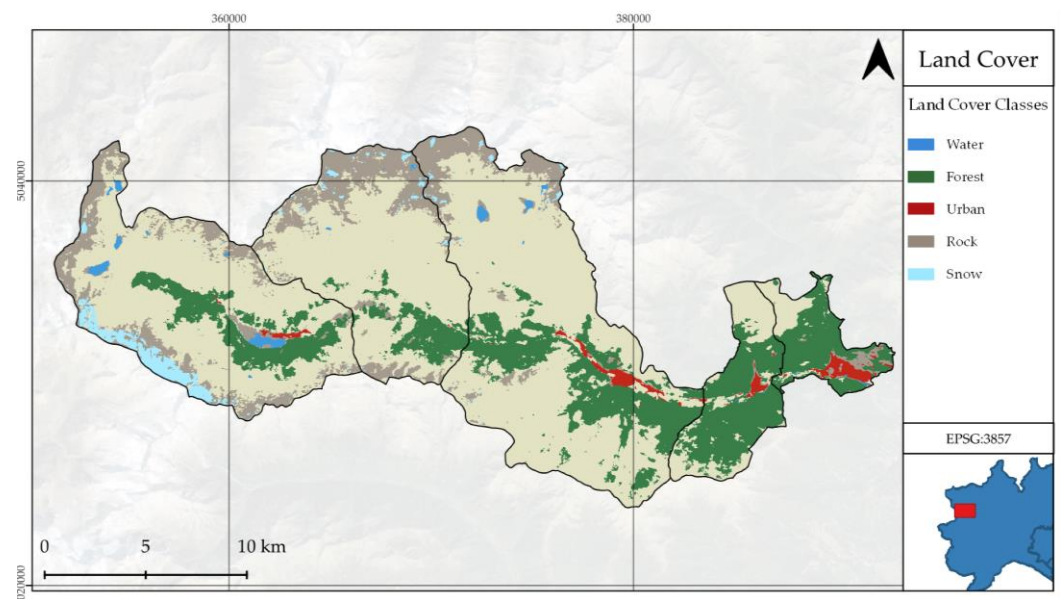 360000
380000
Land Cover
Land Cover Classes
Water
Forest
Urban
Rock
Snow
5040000
EPSG:3857
0 5 10 km